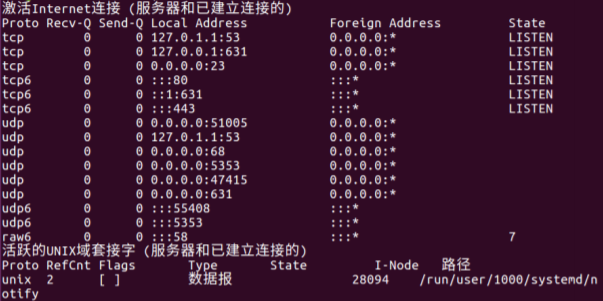 激活Internet连接 (服务器和已建立连接的)
Proto Recv-Q Send-Q Local Address Foreign Address State
tcp 0 0 127.0.1.1:53 0.0.0.0:* LISTEN
tcp 0 0 127.0.0.1:631 0.0.0.0:* LISTEN
tcp 0 0 0.0.0.0:23 0.0.0.0:* LISTEN
tcp6 0 0 :::80 :::* LISTEN
tcp6 0 0 ::1:631 :::* LISTEN
tcp6 0 0 :::443 :::* LISTEN
udp 0 0 0.0.0.0:51005 0.0.0.0:*
udp 0 0 127.0.1.1:53 0.0.0.0:*
udp 0 0 0.0.0.0:68 0.0.0.0:*
udp 0 0 0.0.0.0:5353 0.0.0.0:*
udp 0 0 0.0.0.0:47415 0.0.0.0:*
udp 0 0 0.0.0.0:631 0.0.0.0:*
udp6 0 0 :::55408 :::*
udp6 0 0 :::5353 :::*
raw6 0 0 :::58 :::* 7
活跃的UNIX域套接字 (服务器和已建立连接的)
Proto RefCnt Flags Type State I-Node 路径
unix 2 [ ] 数据报 28094 /run/user/1000/systemd/n
otify